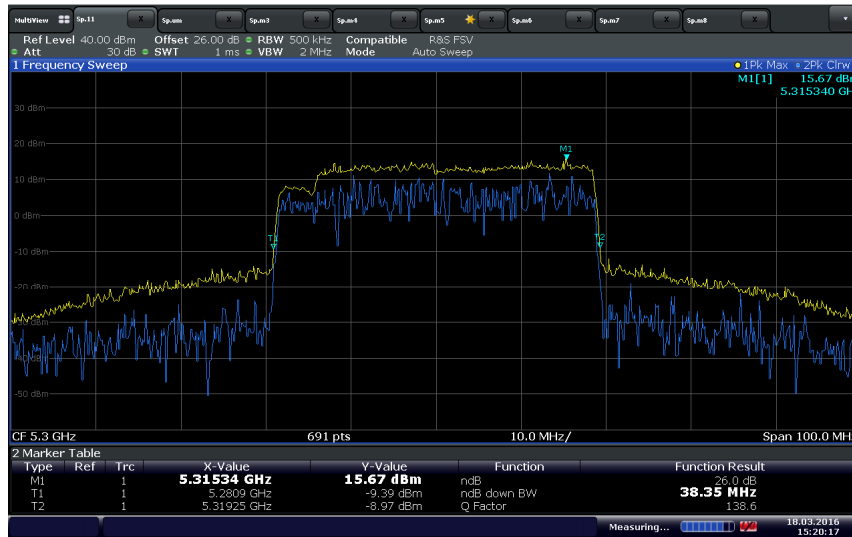 MultiView Sp.11 X Sp.um X Sp.m3 X Sp.m4 X Sp.m5 X Sp.m6 X Sp.m7 X Sp.m8 X
Ref Level 40.00 dBm Offset 26.00 dB RBW 500 kHz Compatible R&S FSV
Att 30 dB SWT 1 ms VBW 2 MHz Mode Auto Sweep
1 Frequency Sweep 1Pk Max 2Pk Clrw
M1[1] 15.67 dBm
5.315340 GH
30 dBm
20 dBm
M1
10 dBm
0 dBm
T1 T2
-10 dBm
-20 dBm
-30 dBm
-40 dBm
-50 dBm
CF 5.3 GHz 691 pts 10.0 MHz/ Span 100.0 MH
2 Marker Table
Type Ref Trc X-Value Y-Value Function Function Result
M1 1 5.31534 GHz 15.67 dBm ndB 26.0 dB
T1 1 5.2809 GHz -9.39 dBm ndB down BW 38.35 MHz
T2 1 5.31925 GHz -8.97 dBm Q Factor 138.6
Measuring... 18.03.2016
15:20:17